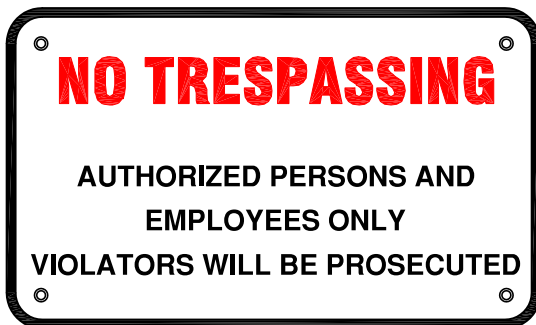 NO TRESPASSING
AUTHORIZED PERSONS AND
EMPLOYEES ONLY
VIOLATORS WILL BE PROSECUTED